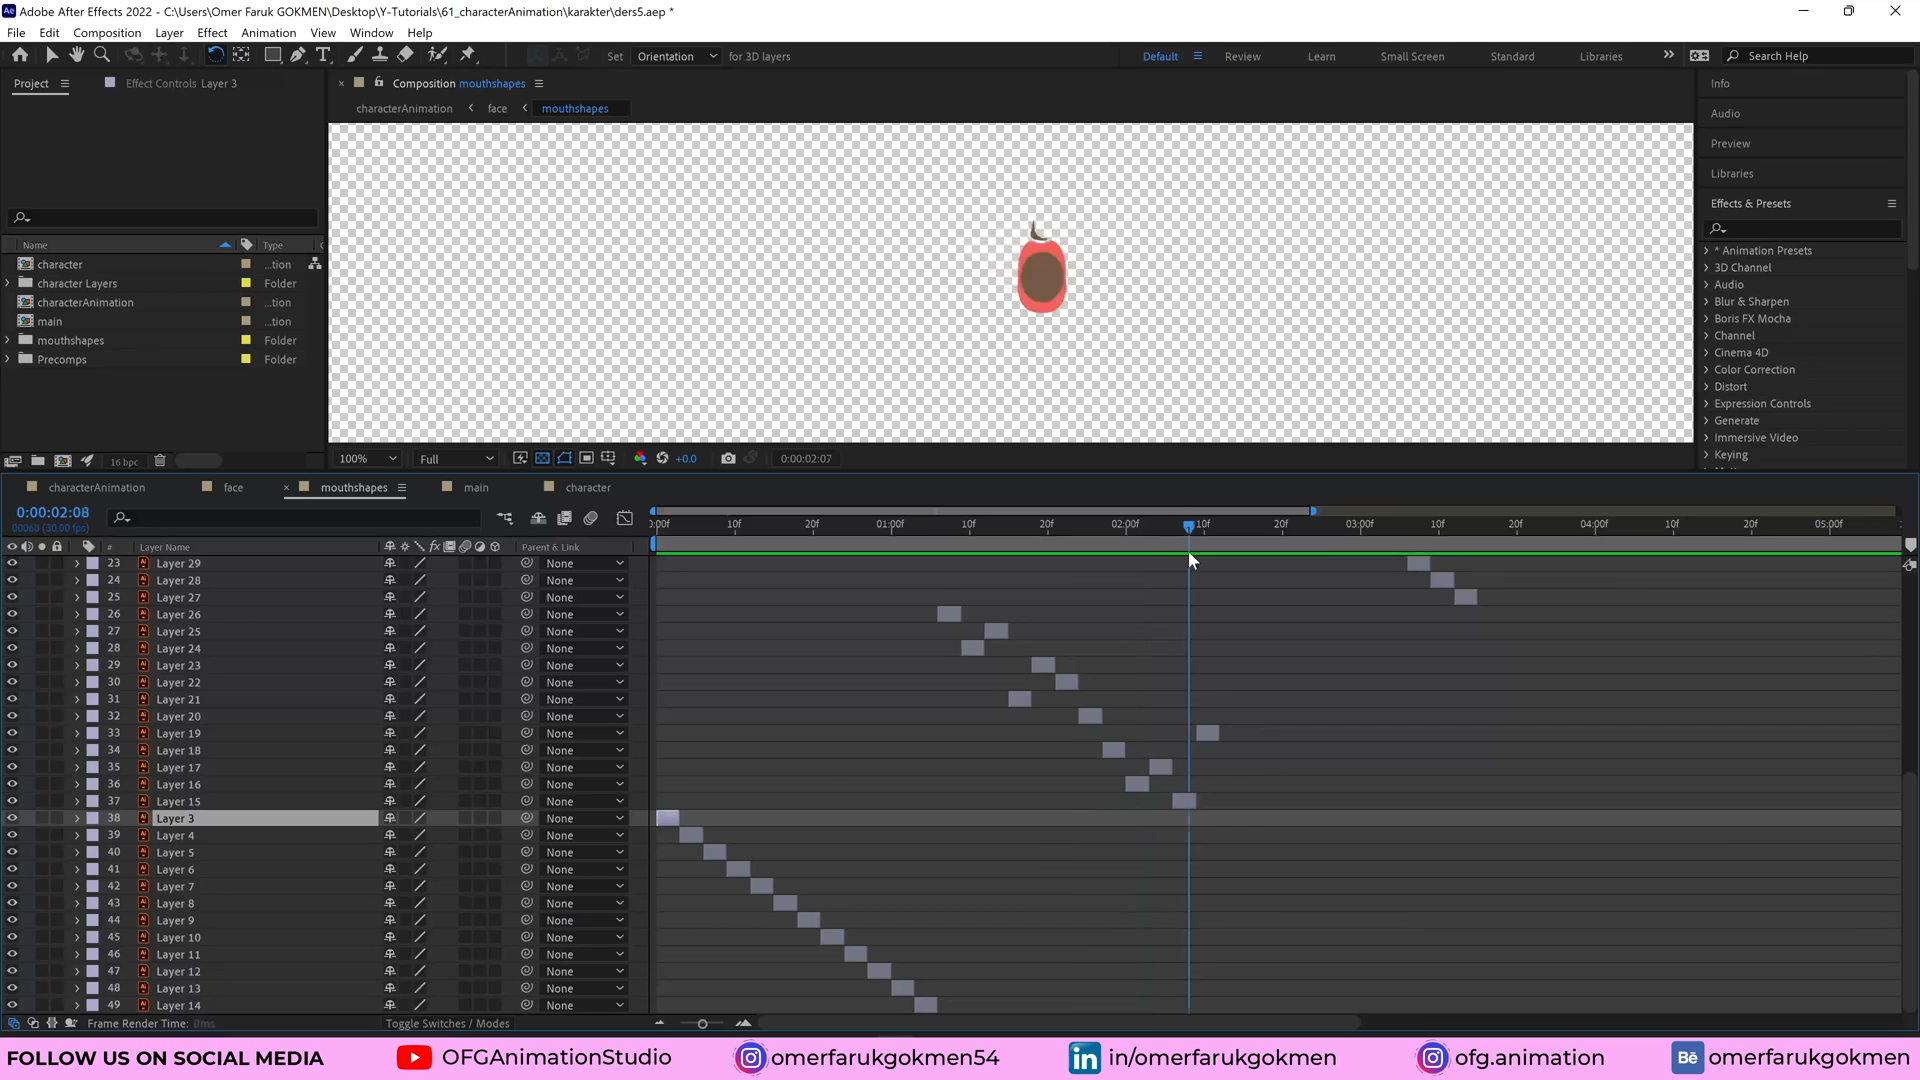 Adobe After Effects 2022 - C:\Users\Omer Faruk GOKMEN\Desktop\Y-Tutorials\61_characterAnimation\karakter\ders5.aep *
File Edit Composition Layer Effect Animation View Window Help
Set Orientation for 3D layers
Default Review Learn Small Screen Standard Libraries Search Help
Project Effect Controls Layer 3
Composition mouthshapes
characterAnimation face mouthshapes
Name Type
character ...tion
character Layers Folder
characterAnimation ...tion
main ...tion
mouthshapes Folder
Precomps Folder
16 bpc
100% Full +0.0 0:00:02:07
Info
Audio
Preview
Libraries
Effects & Presets
* Animation Presets
3D Channel
Audio
Blur & Sharpen
Boris FX Mocha
Channel
Cinema 4D
Color Correction
Distort
Expression Controls
Generate
Immersive Video
Keying
characterAnimation face mouthshapes main character
0:00:02:08
00068 (30.00 fps)
0:00f 10f 20f 01:00f 10f 20f 02:00f 10f 20f 03:00f 10f 20f 04:00f 10f 20f 05:00f
# Layer Name Parent & Link
23 Layer 29 None
24 Layer 28 None
25 Layer 27 None
26 Layer 26 None
27 Layer 25 None
28 Layer 24 None
29 Layer 23 None
30 Layer 22 None
31 Layer 21 None
32 Layer 20 None
33 Layer 19 None
34 Layer 18 None
35 Layer 17 None
36 Layer 16 None
37 Layer 15 None
38 Layer 3 None
39 Layer 4 None
40 Layer 5 None
41 Layer 6 None
42 Layer 7 None
43 Layer 8 None
44 Layer 9 None
45 Layer 10 None
46 Layer 11 None
47 Layer 12 None
48 Layer 13 None
49 Layer 14 None
Frame Render Time: 0ms Toggle Switches / Modes
FOLLOW US ON SOCIAL MEDIA OFGAnimationStudio omerfarukgokmen54 in/omerfarukgokmen ofg.animation omerfarukgokmen